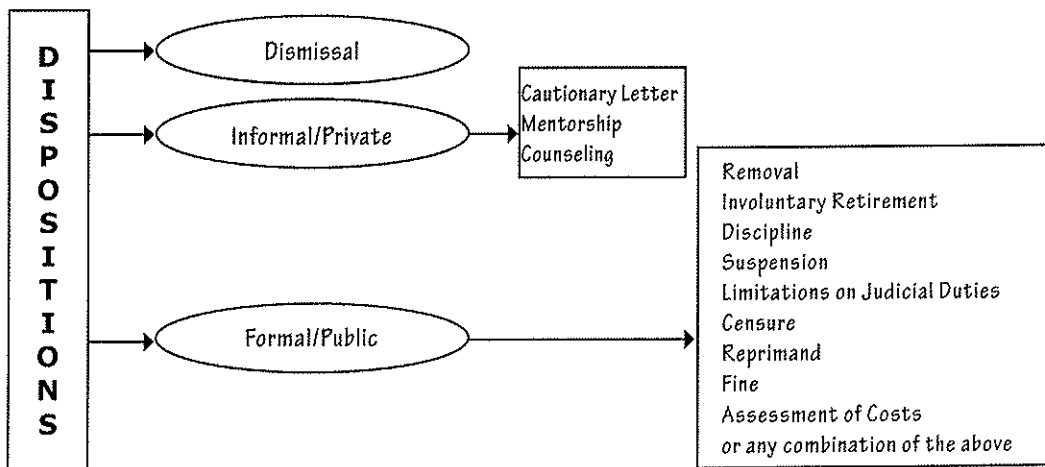 DISPOSITIONS
Dismissal
Informal/Private
Cautionary Letter
Mentorship
Counseling
Formal/Public
Removal
Involuntary Retirement
Discipline
Suspension
Limitations on Judicial Duties
Censure
Reprimand
Fine
Assessment of Costs
or any combination of the above